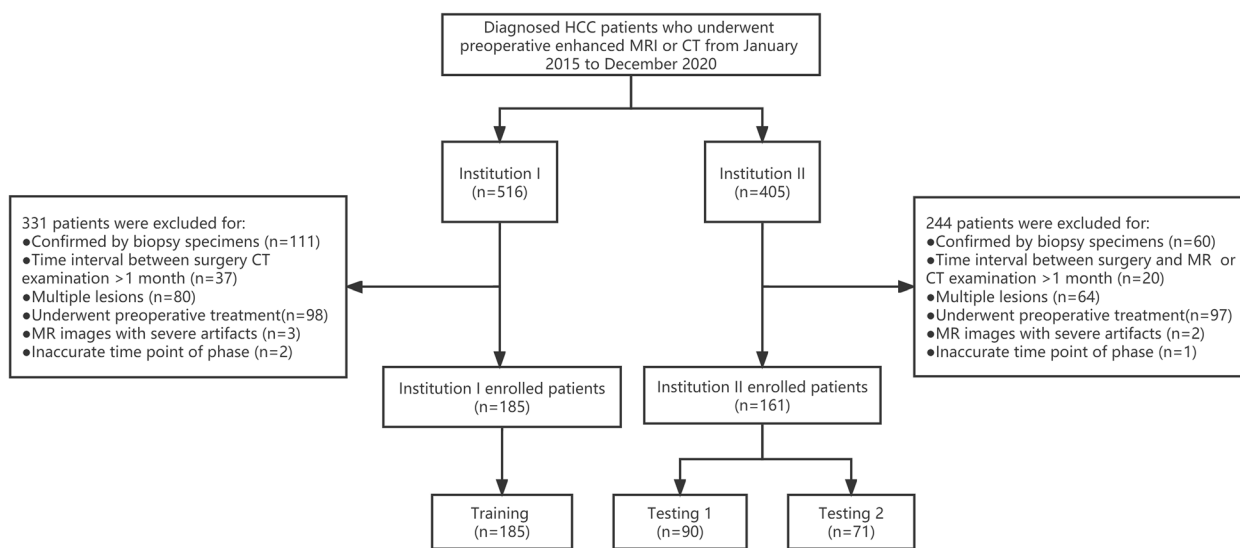 Diagnosed HCC patients who underwent
preoperative enhanced MRI or CT from January
2015 to December 2020
Institution I
(n=516)
Institution II
(n=405)
331 patients were excluded for:
●Confirmed by biopsy specimens (n=111)
●Time interval between surgery CT
examination >1 month (n=37)
●Multiple lesions (n=80)
●Underwent preoperative treatment(n=98)
●MR images with severe artifacts (n=3)
●Inaccurate time point of phase (n=2)
244 patients were excluded for:
●Confirmed by biopsy specimens (n=60)
●Time interval between surgery and MR or
CT examination >1 month (n=20)
●Multiple lesions (n=64)
●Underwent preoperative treatment(n=97)
●MR images with severe artifacts (n=2)
●Inaccurate time point of phase (n=1)
Institution I enrolled patients
(n=185)
Institution II enrolled patients
(n=161)
Training
(n=185)
Testing 1
(n=90)
Testing 2
(n=71)